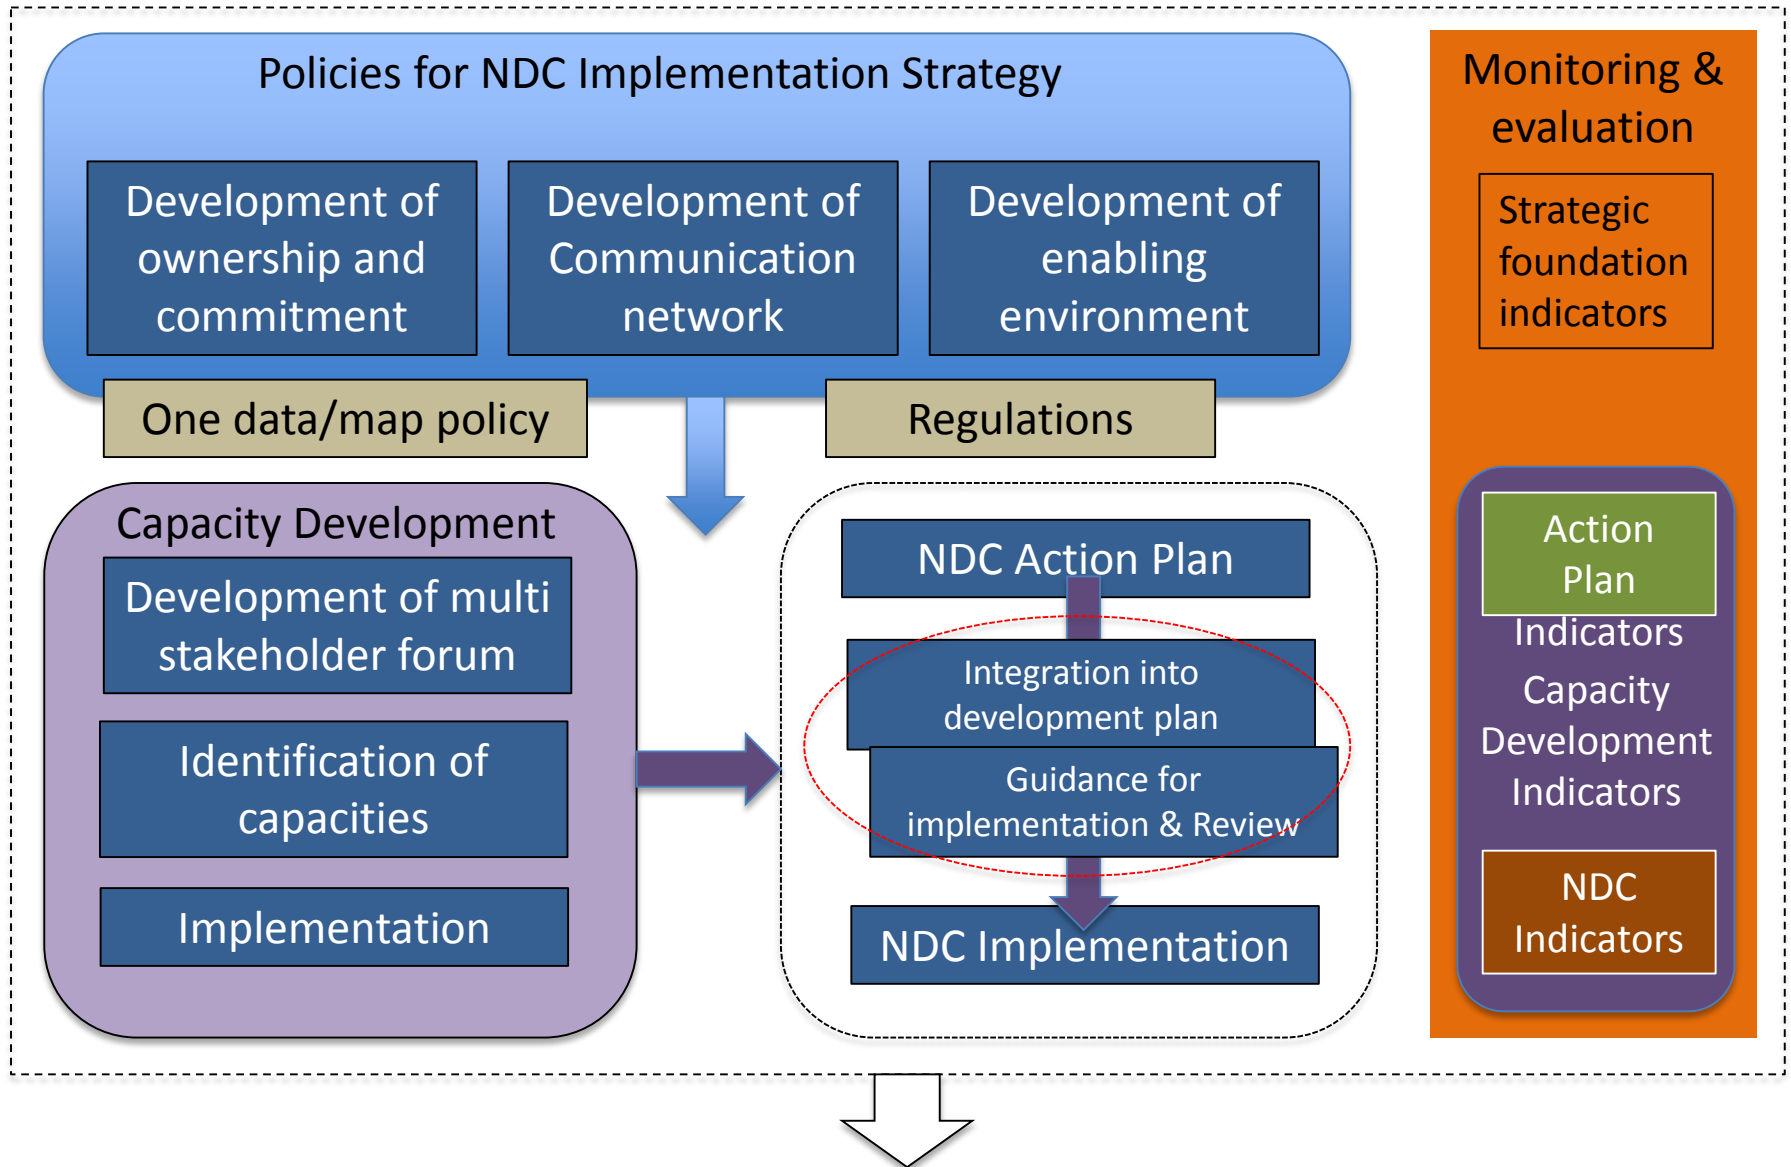 Policies for NDC Implementation Strategy
Development of
ownership and
commitment
Development of
Communication
network
Development of
enabling
environment
One data/map policy
Regulations
Capacity Development
Development of multi
stakeholder forum
Identification of
capacities
Implementation
NDC Action Plan
Integration into
development plan
Guidance for
implementation & Review
NDC Implementation
Monitoring &
evaluation
Strategic
foundation
indicators
Action
Plan
Indicators
Capacity
Development
Indicators
NDC
Indicators